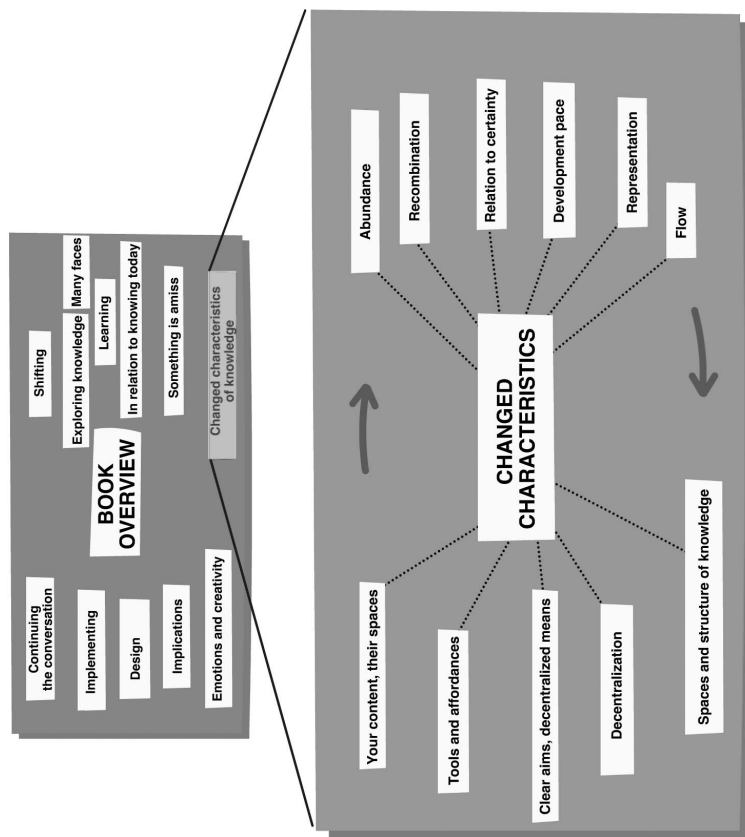 BOOK
OVERVIEW
Shifting
Exploring knowledge
Many faces
Learning
In relation to knowing today
Something is amiss
Changed characteristics
of knowledge
Emotions and creativity
Implications
Design
Implementing
Continuing
the conversation
CHANGED
CHARACTERISTICS
Abundance
Recombination
Relation to certainty
Development pace
Representation
Flow
Spaces and structure of knowledge
Decentralization
Clear aims, decentralized means
Tools and affordances
Your content, their spaces